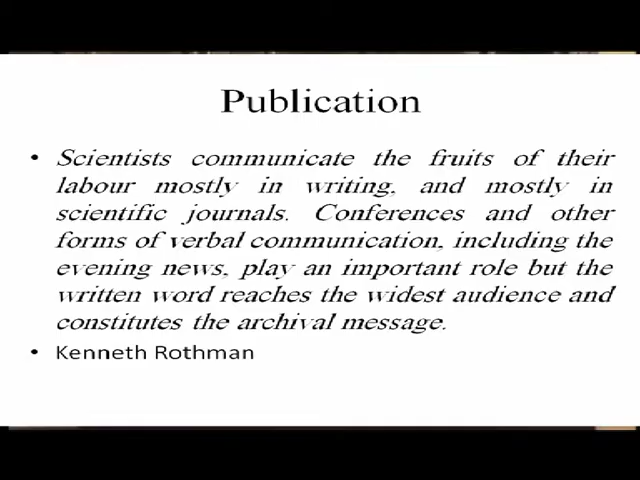 Publication
• Scientists communicate the fruits of their
labour mostly in writing, and mostly in
scientific journals. Conferences and other
forms of verbal communication, including the
evening news, play an important role but the
written word reaches the widest audience and
constitutes the archival message.
• Kenneth Rothman